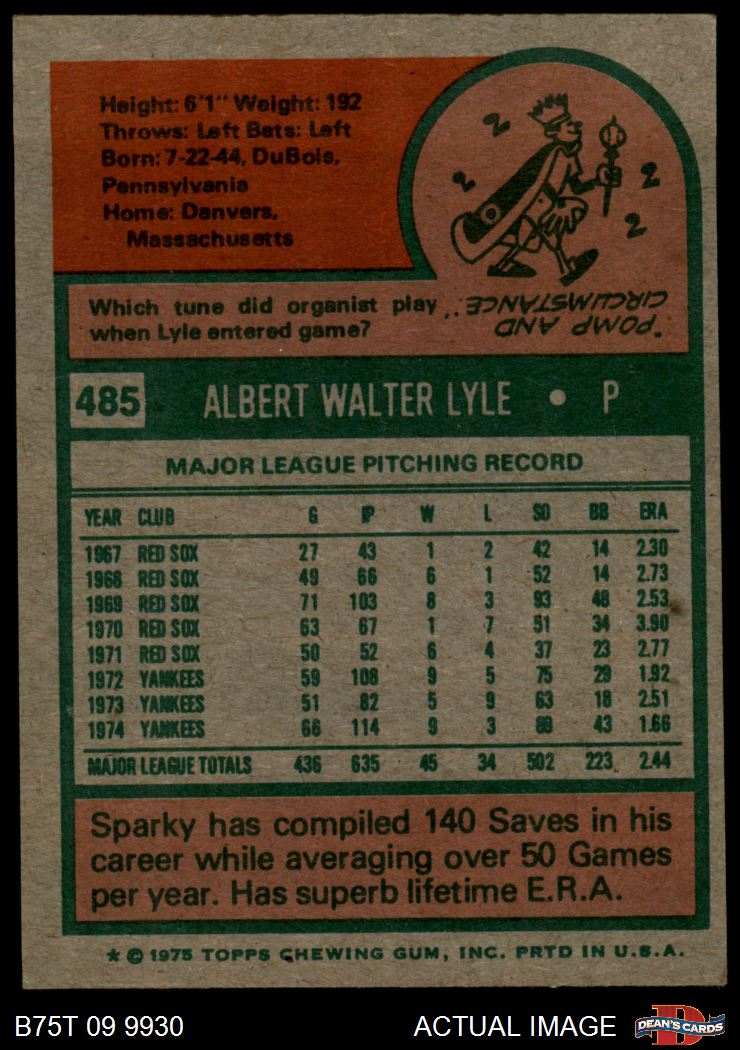 Height: 6'1" Weight: 192
Throws: Left Bats: Left
Born: 7-22-44, DuBois,
Pennsylvania
Home: Danvers,
Massachusetts
2
2
2
2
2
Which tune did organist play
when Lyle entered game?
"POMP AND
CIRCUMSTANCE".
485 ALBERT WALTER LYLE • P
MAJOR LEAGUE PITCHING RECORD
YEAR CLUB G IP W L SO BB ERA
1967 RED SOX 27 43 1 2 42 14 2.30
1968 RED SOX 49 66 6 1 52 14 2.73
1969 RED SOX 71 103 8 3 93 48 2.53
1970 RED SOX 63 67 1 7 51 34 3.90
1971 RED SOX 50 52 6 4 37 23 2.77
1972 YANKEES 59 108 9 5 75 29 1.92
1973 YANKEES 51 82 5 9 63 18 2.51
1974 YANKEES 66 114 9 3 89 43 1.66
MAJOR LEAGUE TOTALS 436 635 45 34 502 223 2.44
Sparky has compiled 140 Saves in his
career while averaging over 50 Games
per year. Has superb lifetime E.R.A.
* © 1975 TOPPS CHEWING GUM, INC. PRTD IN U.S.A.
B75T 09 9930 ACTUAL IMAGE D DEAN'S CARDS